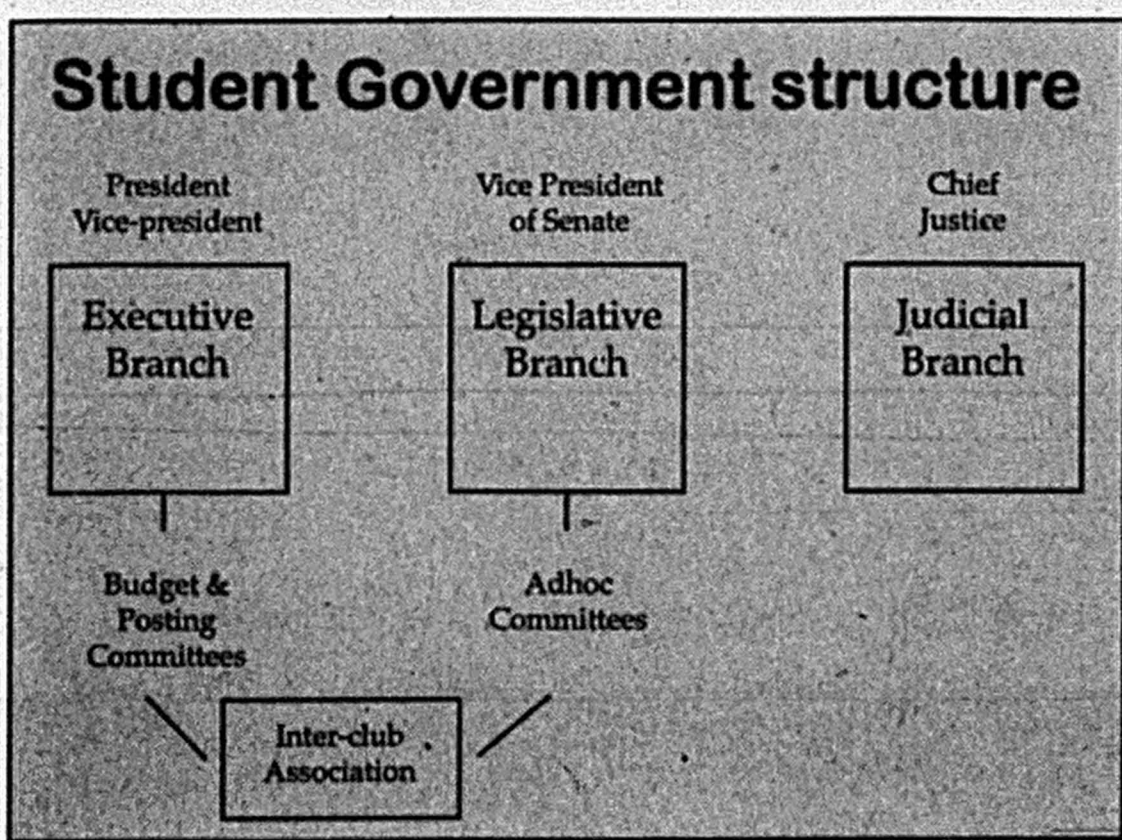 Student Government structure
President
Vice-president
Vice President
of Senate
Chief
Justice
Executive
Branch
Legislative
Branch
Judicial
Branch
Budget &
Posting
Committees
Adhoc
Committees
Inter-club
Association